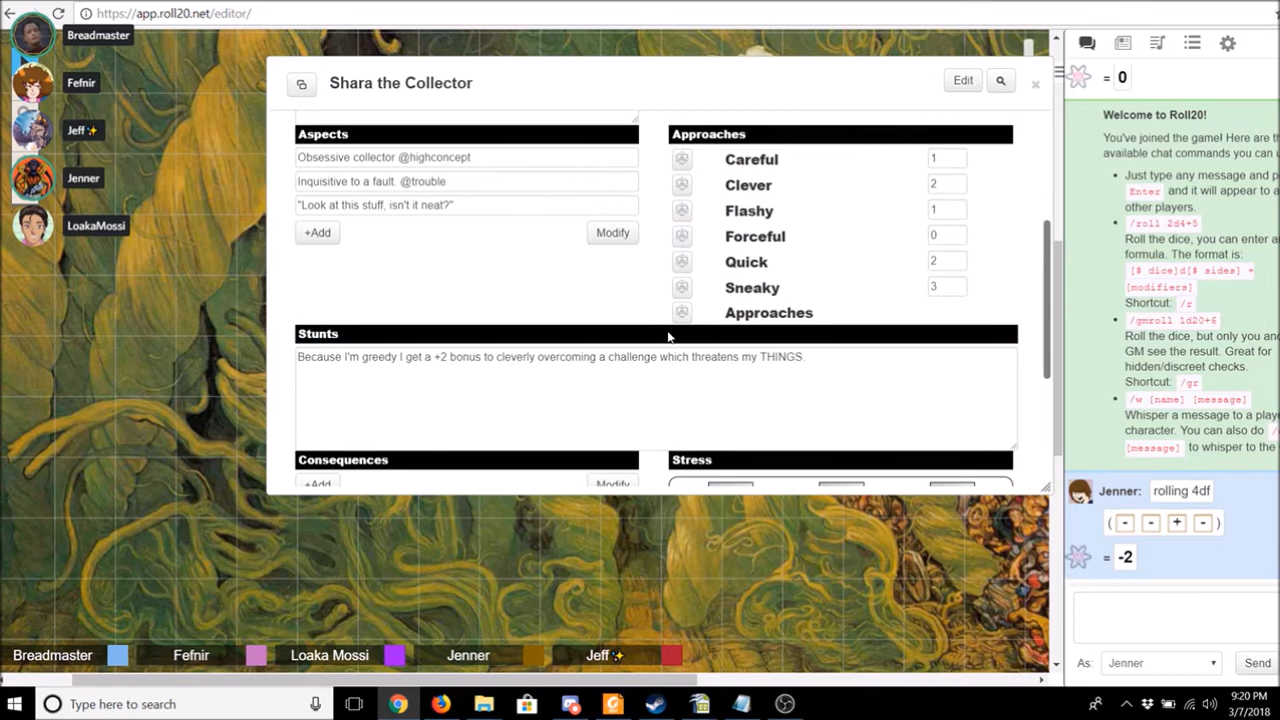 https://app.roll20.net/editor/
Breadmaster
Fefnir
Jeff✨
Jenner
LoakaMossi
Shara the Collector
Edit
Aspects
Obsessive collector @highconcept
Inquisitive to a fault. @trouble
"Look at this stuff, isn't it neat?"
+Add
Modify
Approaches
Careful 1
Clever 2
Flashy 1
Forceful 0
Quick 2
Sneaky 3
Approaches
Stunts
Because I'm greedy I get a +2 bonus to cleverly overcoming a challenge which threatens my THINGS.
Consequences
+Add
Modify
Stress
= 0
Welcome to Roll20!
You've joined the game! Here are th
available chat commands you can u
Just type any message and p
Enter and it will appear to a
other players.
/roll 2d4+5
Roll the dice, you can enter a
formula. The format is:
[# dice]d[# sides] +
[modifiers]
Shortcut: /r
/gmroll 1d20+6
Roll the dice, but only you an
GM see the result. Great for
hidden/discreet checks.
Shortcut: /gr
/w [name] [message]
Whisper a message to a playe
character. You can also do
[message] to whisper to the
Jenner: rolling 4df
( - - + - )
= -2
As: Jenner
Send
Breadmaster
Fefnir
Loaka Mossi
Jenner
Jeff✨
Type here to search
9:20 PM
3/7/2018